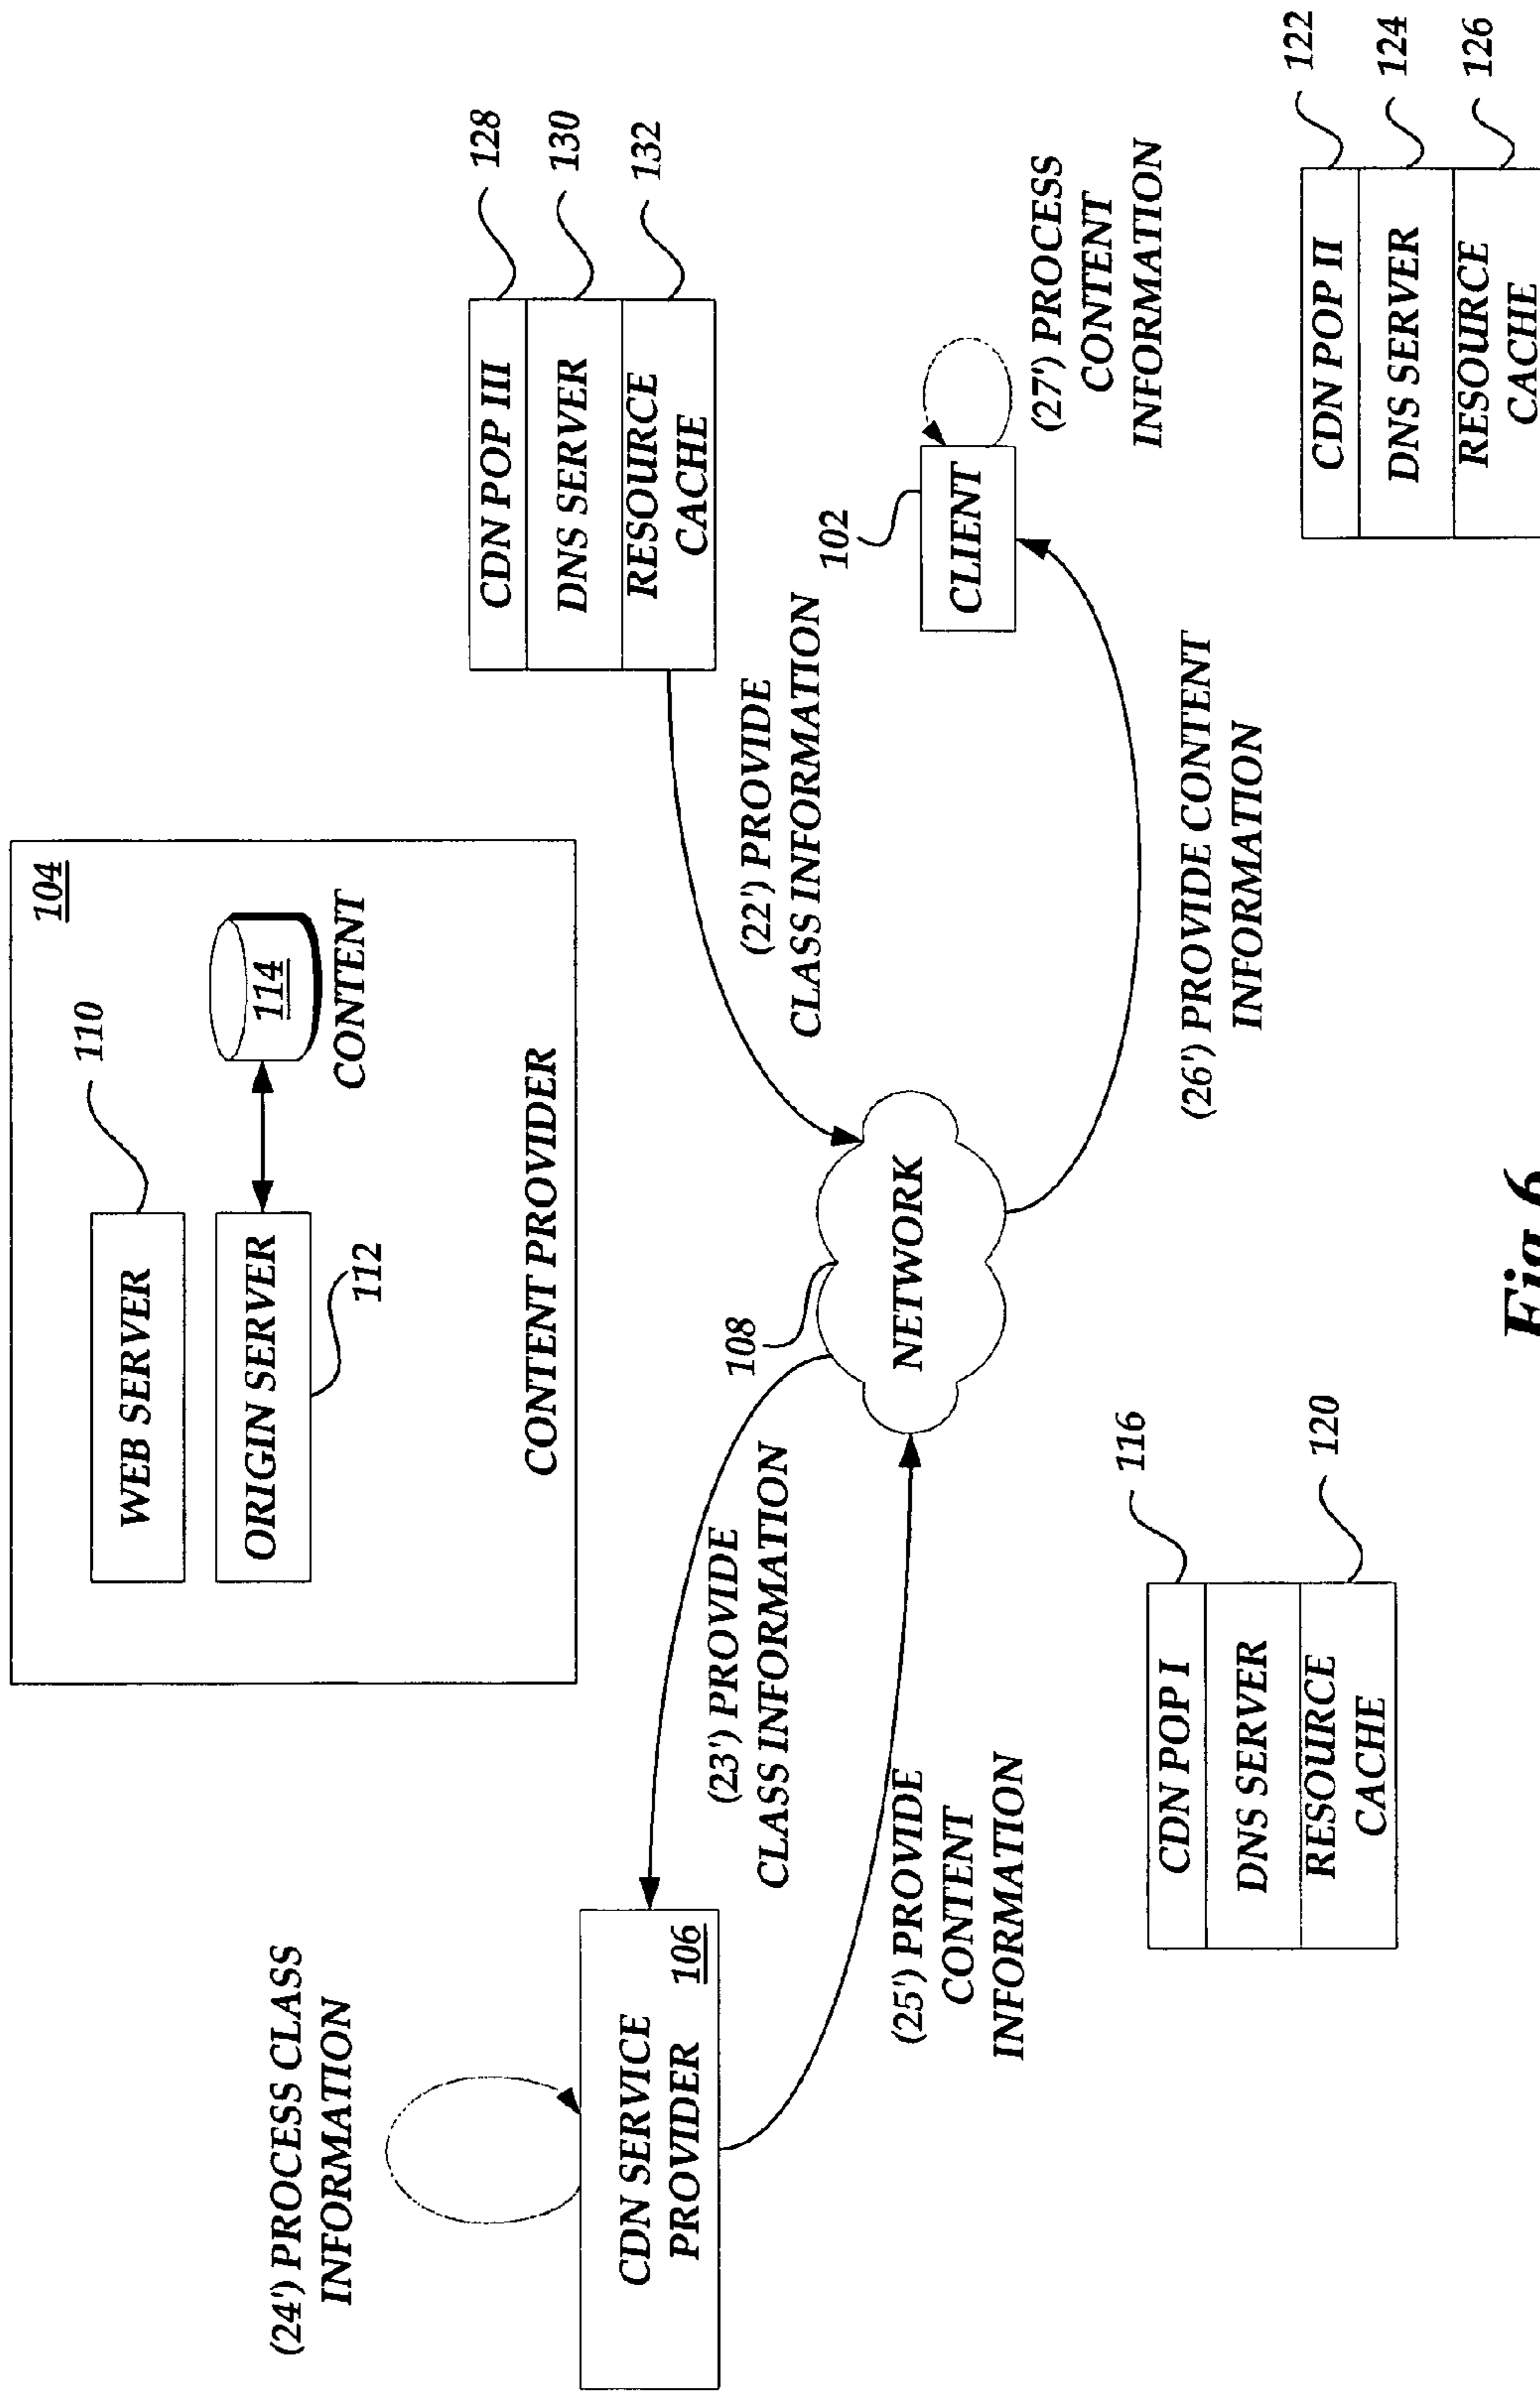 104
WEB SERVER
110
ORIGIN SERVER
112
114
CONTENT
CONTENT PROVIDER
(24') PROCESS CLASS
INFORMATION
CDN SERVICE
PROVIDER
106
(23') PROVIDE
CLASS INFORMATION
(25') PROVIDE
CONTENT
INFORMATION
108
NETWORK
(22') PROVIDE
CLASS INFORMATION
CDN POP III
DNS SERVER
RESOURCE
CACHE
128
130
132
102
CLIENT
(27') PROCESS
CONTENT
INFORMATION
(26') PROVIDE CONTENT
INFORMATION
CDN POP I
DNS SERVER
RESOURCE
CACHE
116
120
CDN POP II
DNS SERVER
RESOURCE
CACHE
122
124
126
Fig.6